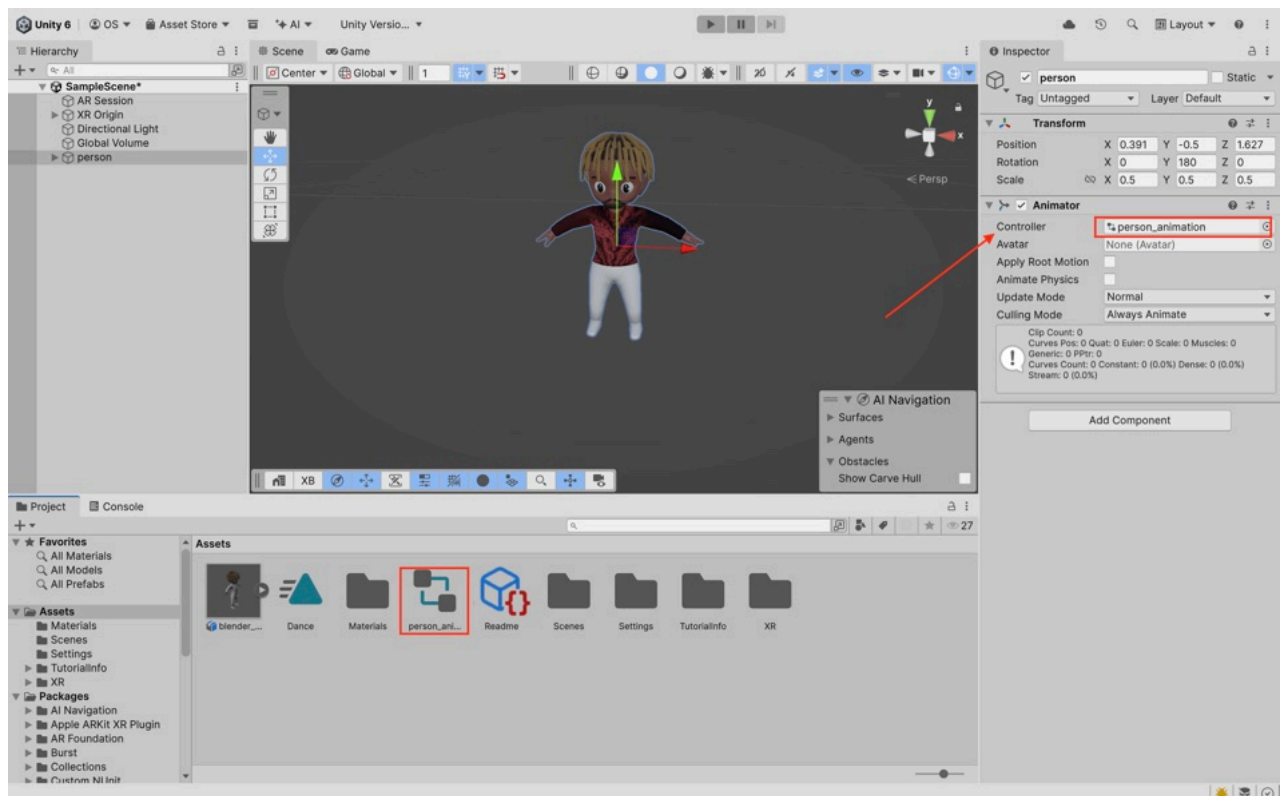 Unity 6 OS Asset Store AI Unity Versio... Layout
Hierarchy
All
SampleScene*
AR Session
XR Origin
Directional Light
Global Volume
person
Scene Game
Center Global 1 2D
y
x
Persp
AI Navigation
Surfaces
Agents
Obstacles
Show Carve Hull
XB
Inspector
person Static
Tag Untagged Layer Default
Transform
Position X 0.391 Y -0.5 Z 1.627
Rotation X 0 Y 180 Z 0
Scale X 0.5 Y 0.5 Z 0.5
Animator
Controller person_animation
Avatar None (Avatar)
Apply Root Motion
Animate Physics
Update Mode Normal
Culling Mode Always Animate
Clip Count: 0
Curves Pos: 0 Quat: 0 Euler: 0 Scale: 0 Muscles: 0
Generic: 0 PPtr: 0
Curves Count: 0 Constant: 0 (0.0%) Dense: 0 (0.0%)
Stream: 0 (0.0%)
Add Component
Project Console
27
Favorites
All Materials
All Models
All Prefabs
Assets
Materials
Scenes
Settings
TutorialInfo
XR
Packages
AI Navigation
Apple ARKit XR Plugin
AR Foundation
Burst
Collections
Custom NUnit
Assets
blender_... Dance Materials person_ani... Readme Scenes Settings TutorialInfo XR